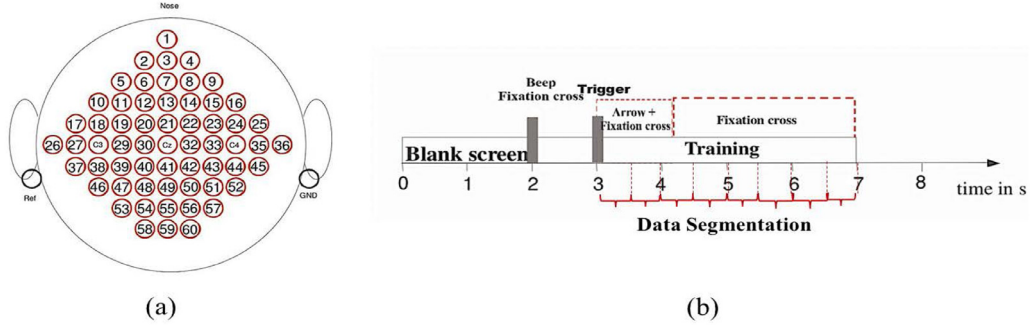 Nose
1
2 3 4
5 6 7 8 9
10 11 12 13 14 15 16
17 18 19 20 21 22 23 24 25
26 27 C3 29 30 Cz 32 33 C4 35 36
37 38 39 40 41 42 43 44 45
46 47 48 49 50 51 52
53 54 55 56 57
58 59 60
Ref
GND
(a)
Beep
Fixation cross
Trigger
Arrow +
Fixation cross
Fixation cross
Blank screen
Training
0 1 2 3 4 5 6 7 8
time in s
Data Segmentation
(b)